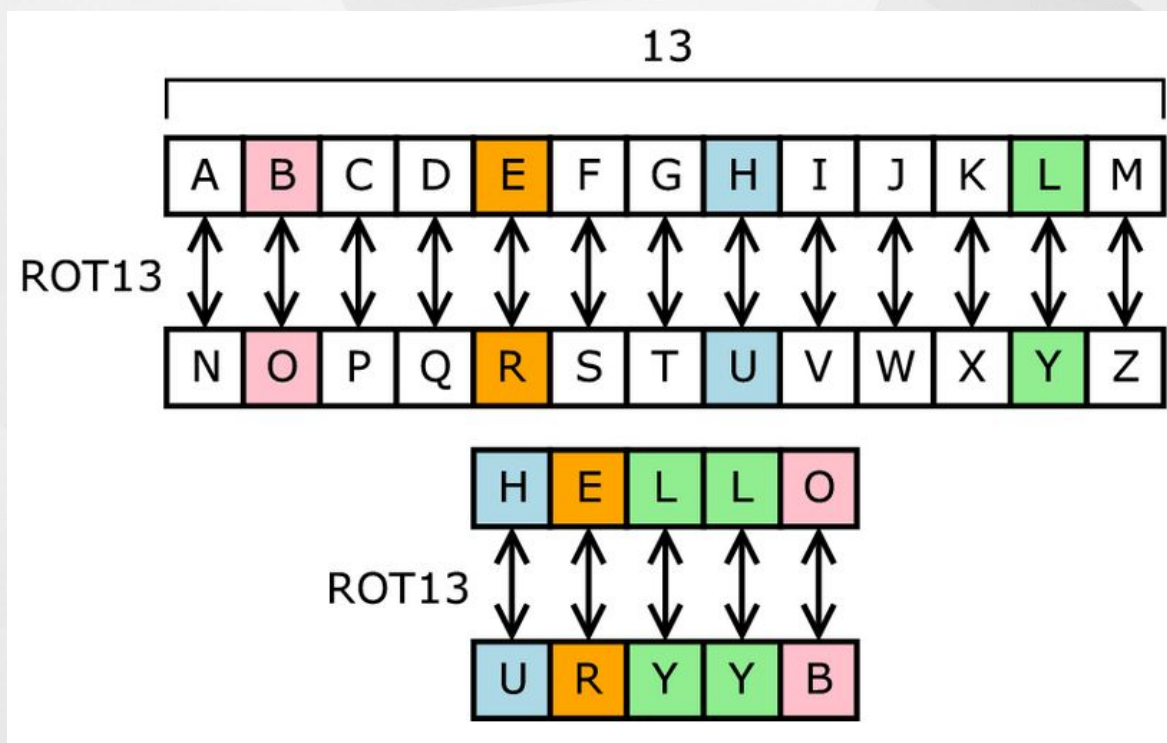 13
A B C D E F G H I J K L M
ROT13
N O P Q R S T U V W X Y Z
H E L L O
ROT13
U R Y Y B